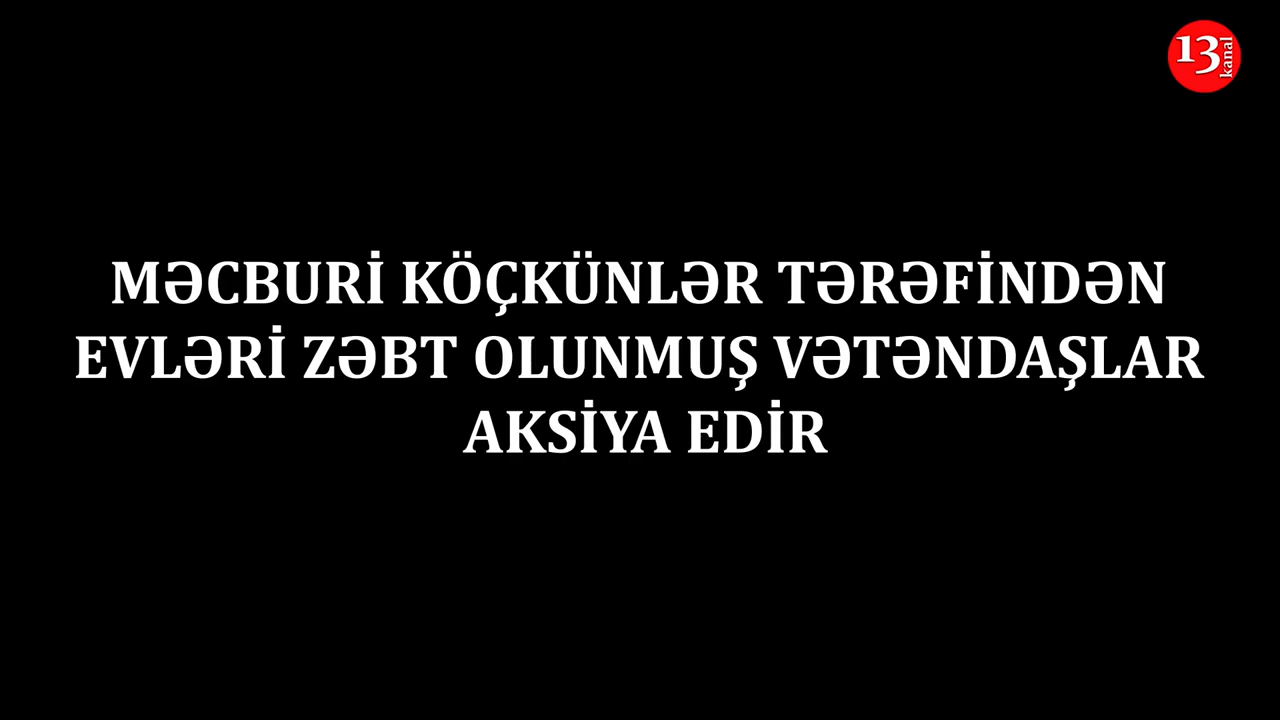 13
kanal
MƏCBURİ KÖÇKÜNLƏR TƏRƏFİNDƏN
EVLƏRİ ZƏBT OLUNMUŞ VƏTƏNDAŞLAR
AKSİYA EDİR